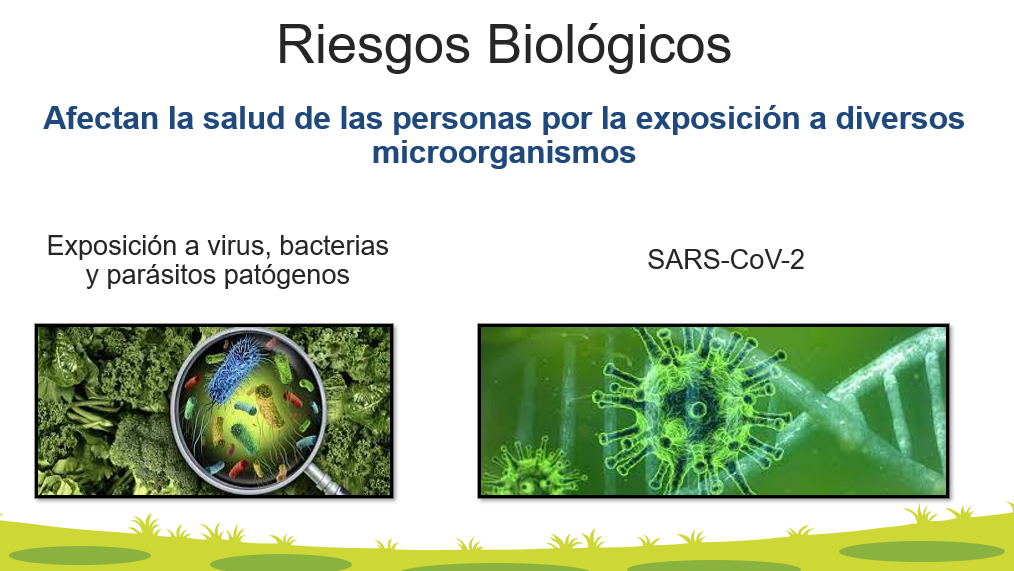 Riesgos Biológicos
Afectan la salud de las personas por la exposición a diversos
microorganismos
Exposición a virus, bacterias
y parásitos patógenos
SARS-CoV-2